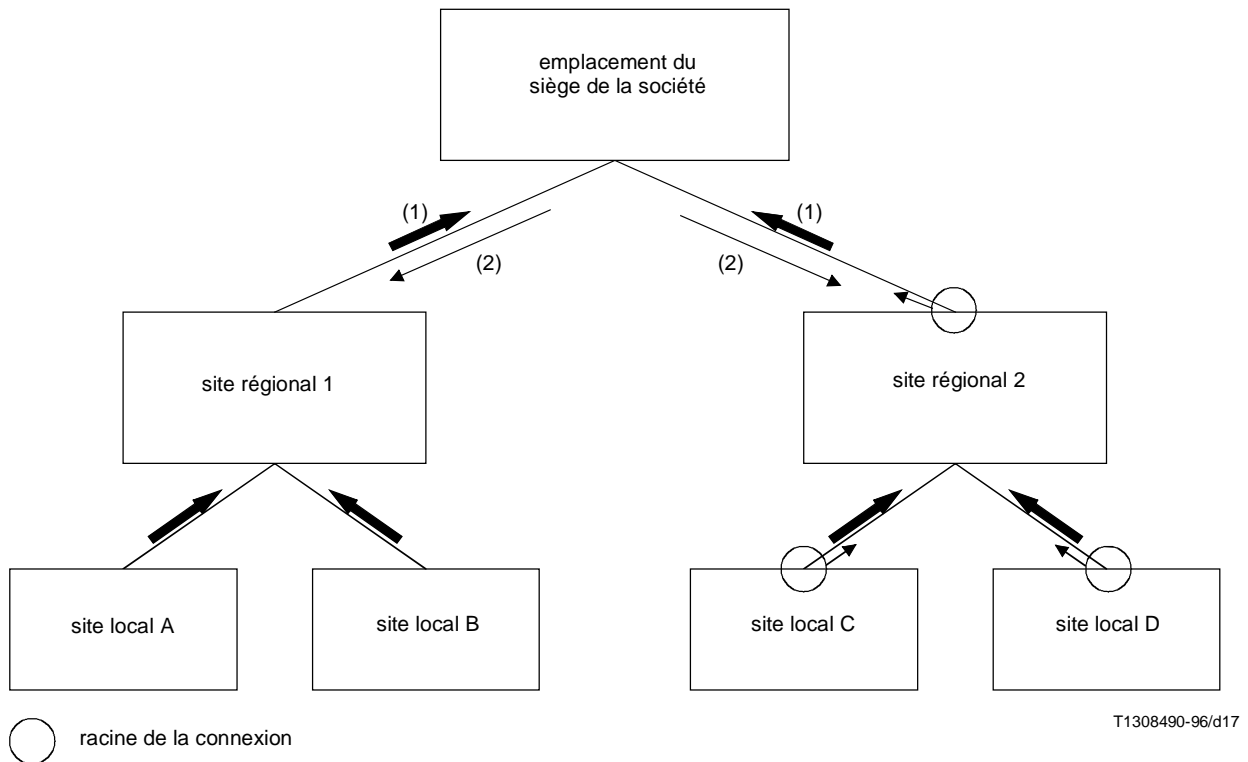 emplacement du
siège de la société
(1)
(1)
(2)
(2)
site régional 1
site régional 2
site local A
site local B
site local C
site local D
racine de la connexion
T1308490-96/d17